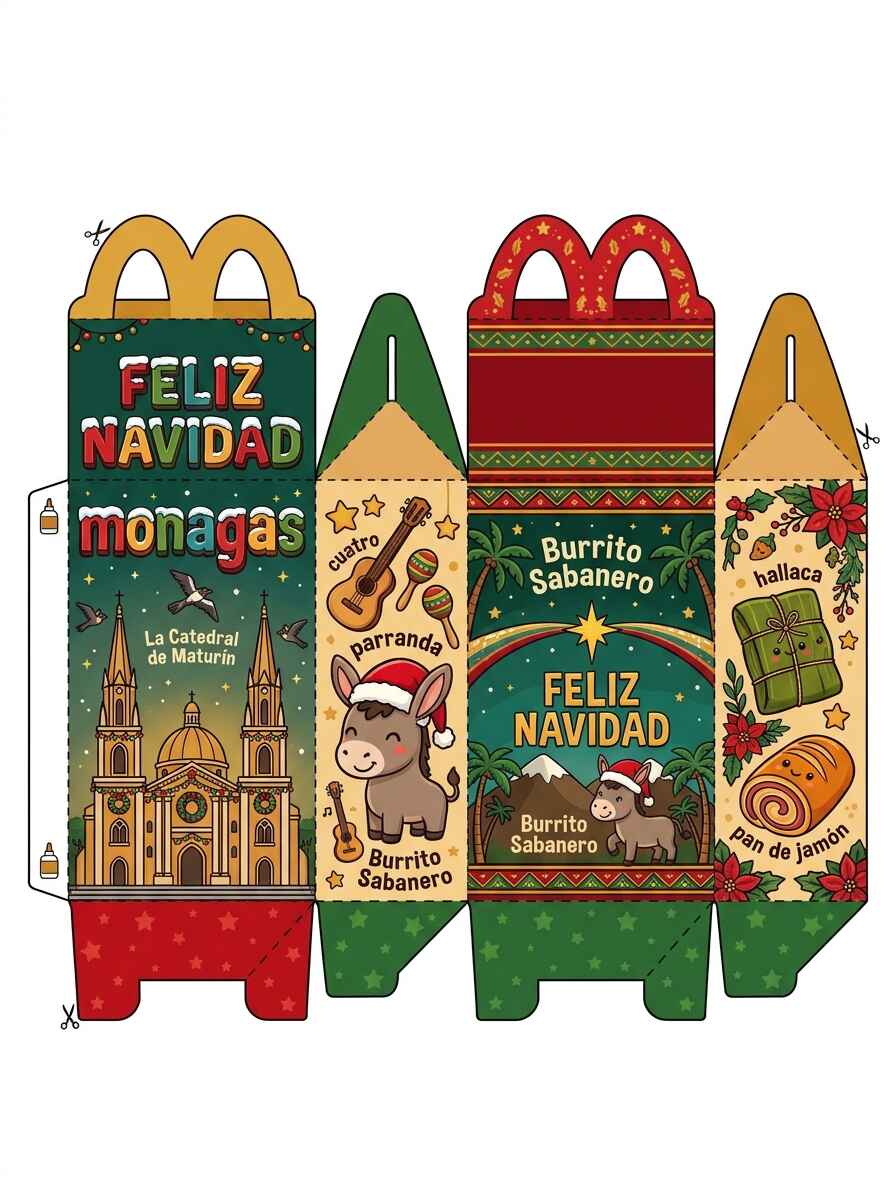 FELIZ
NAVIDAD
monagas
La Catedral
de Maturín
cuatro
parranda
Burrito
Sabanero
Burrito
Sabanero
FELIZ
NAVIDAD
Burrito
Sabanero
hallaca
pan de jamón